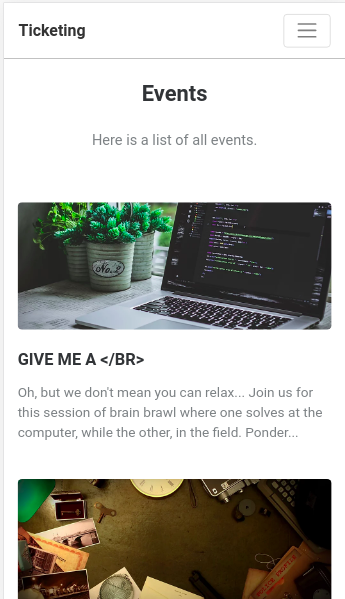 Ticketing
Events
Here is a list of all events.
No. 2
GIVE ME A </BR>
Oh, but we don't mean you can relax... Join us for
this session of brain brawl where one solves at the
computer, while the other, in the field. Ponder...